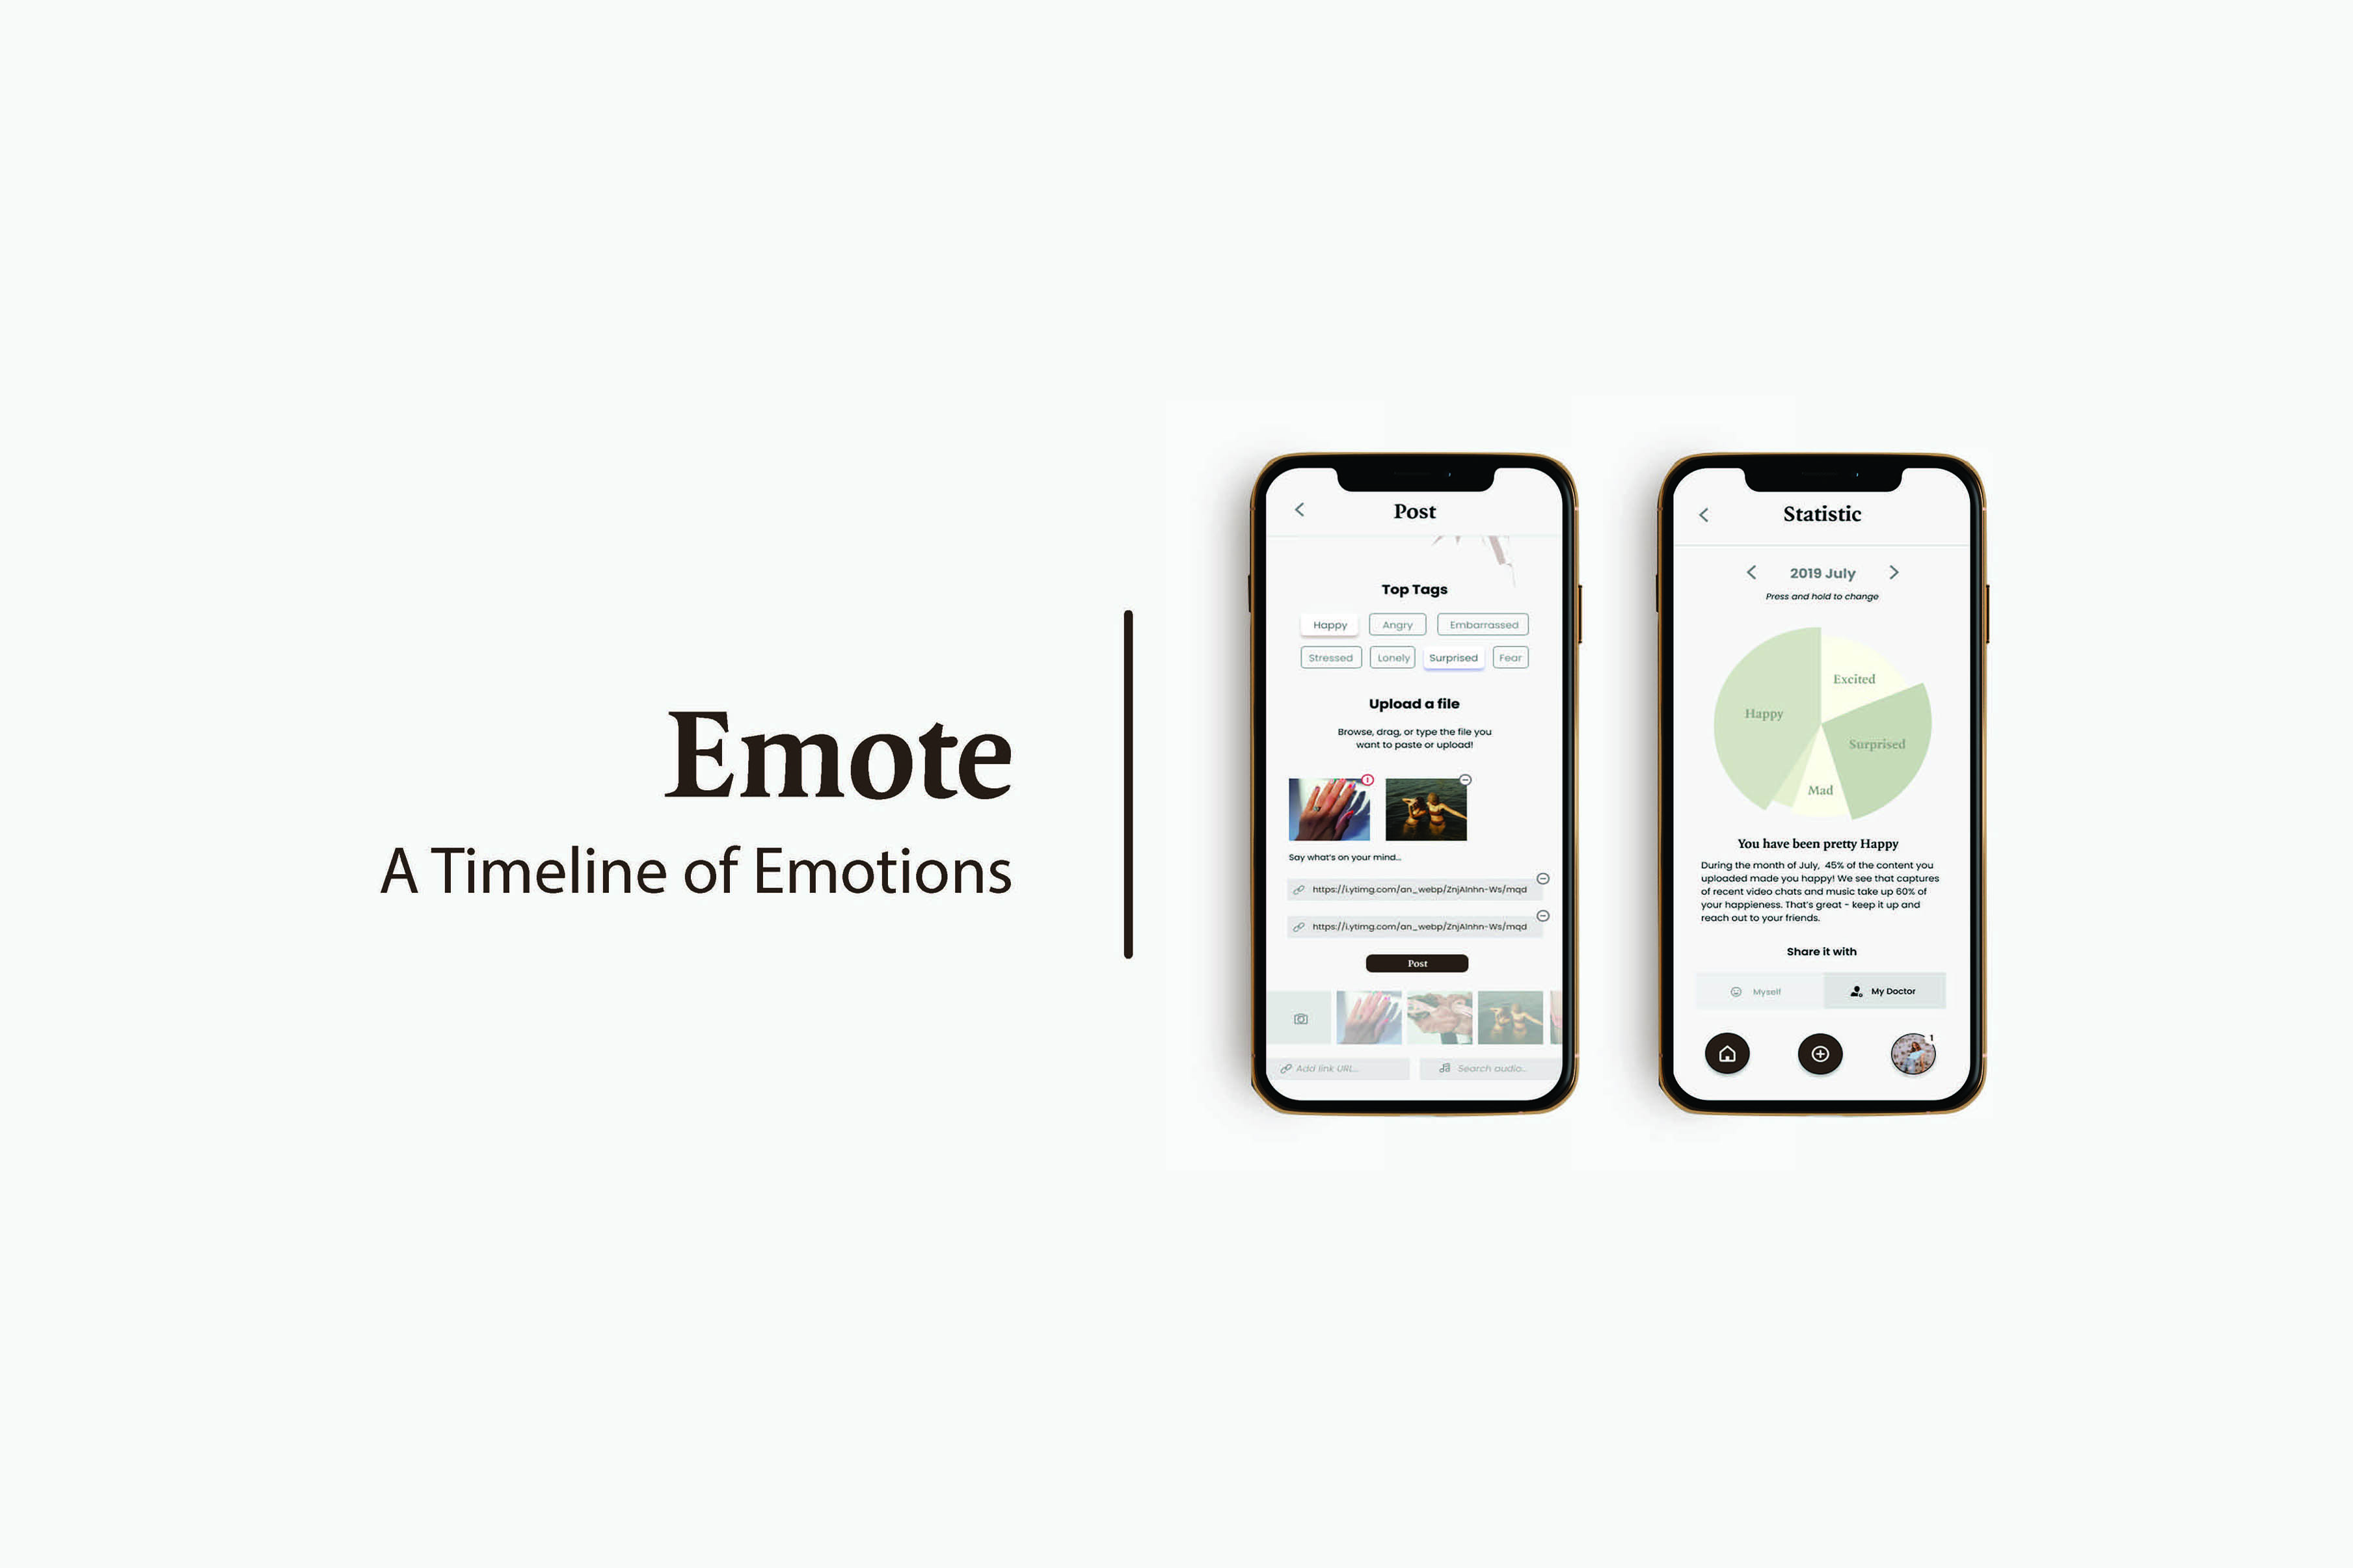 Emote
A Timeline of Emotions
Post
Top Tags
Happy
Angry
Embarrassed
Stressed
Lonely
Surprised
Fear
Upload a file
Browse, drag, or type the file you
want to paste or upload!
Say what's on your mind...
https://i.ytimg.com/an_webp/ZnjAlnhn-Ws/mqd
https://i.ytimg.com/an_webp/ZnjAlnhn-Ws/mqd
Post
Add link URL...
Search audio...
Statistic
2019 July
Press and hold to change
Excited
Happy
Surprised
Mad
You have been pretty Happy
During the month of July, 45% of the content you
uploaded made you happy! We see that captures
of recent video chats and music take up 60% of
your happieness. That's great - keep it up and
reach out to your friends.
Share it with
Myself
My Doctor
1